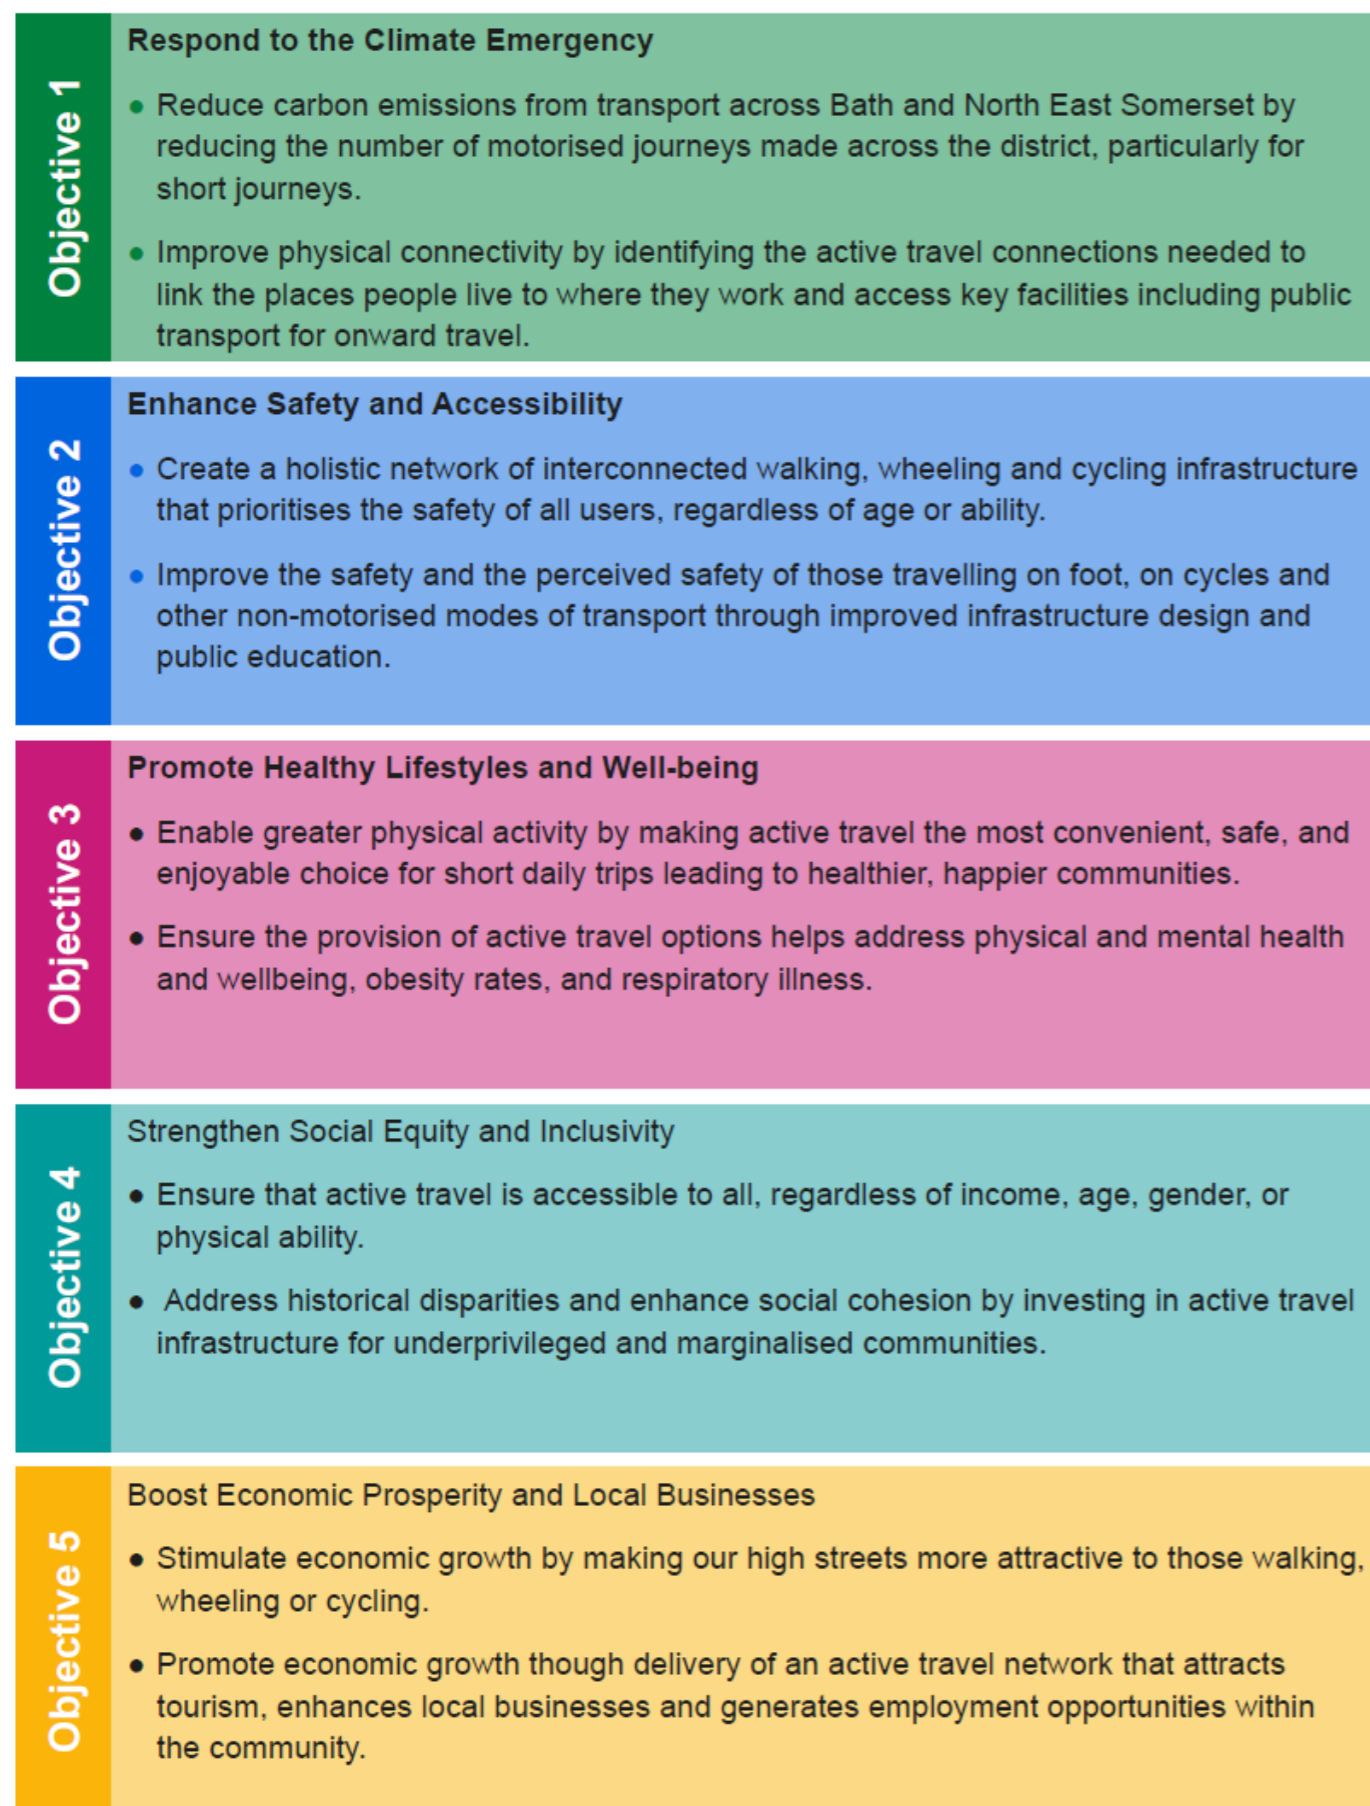 Objective 1
Respond to the Climate Emergency
● Reduce carbon emissions from transport across Bath and North East Somerset by
reducing the number of motorised journeys made across the district, particularly for
short journeys.
● Improve physical connectivity by identifying the active travel connections needed to
link the places people live to where they work and access key facilities including public
transport for onward travel.
Objective 2
Enhance Safety and Accessibility
● Create a holistic network of interconnected walking, wheeling and cycling infrastructure
that prioritises the safety of all users, regardless of age or ability.
● Improve the safety and the perceived safety of those travelling on foot, on cycles and
other non-motorised modes of transport through improved infrastructure design and
public education.
Objective 3
Promote Healthy Lifestyles and Well-being
● Enable greater physical activity by making active travel the most convenient, safe, and
enjoyable choice for short daily trips leading to healthier, happier communities.
● Ensure the provision of active travel options helps address physical and mental health
and wellbeing, obesity rates, and respiratory illness.
Objective 4
Strengthen Social Equity and Inclusivity
● Ensure that active travel is accessible to all, regardless of income, age, gender, or
physical ability.
● Address historical disparities and enhance social cohesion by investing in active travel
infrastructure for underprivileged and marginalised communities.
Objective 5
Boost Economic Prosperity and Local Businesses
● Stimulate economic growth by making our high streets more attractive to those walking,
wheeling or cycling.
● Promote economic growth though delivery of an active travel network that attracts
tourism, enhances local businesses and generates employment opportunities within
the community.